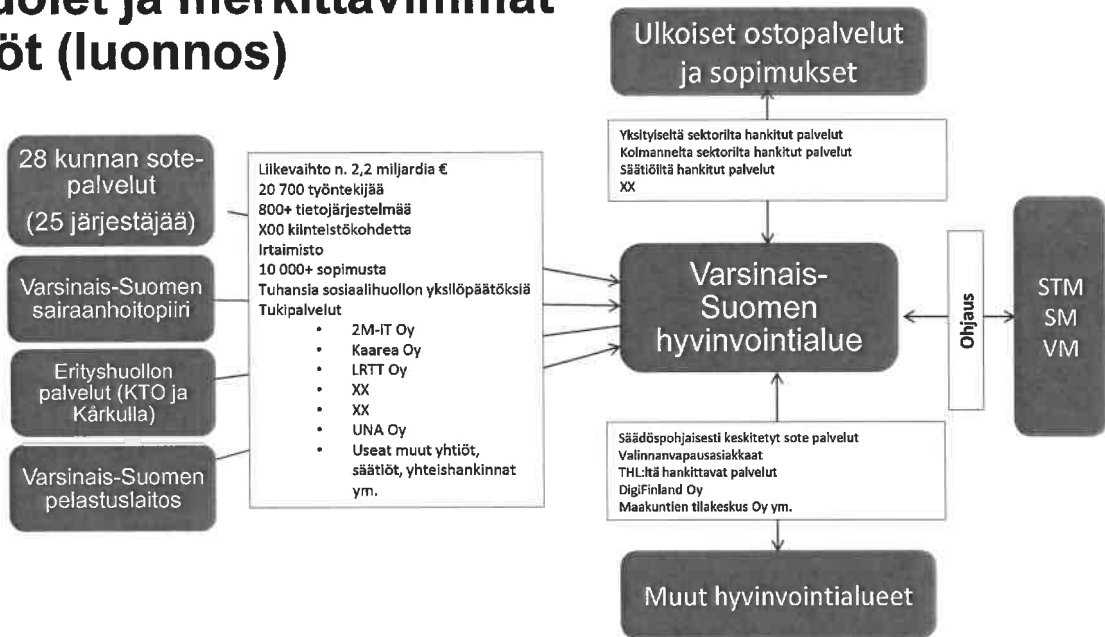 uolet ja merkittävimmät
öt (luonnos)
28 kunnan sote-
palvelut
(25 järjestäjää)
Varsinais-Suomen
sairaanhoitopiiri
Erityshuollon
palvelut (KTO ja
Kårkulla)
Varsinais-Suomen
pelastuslaitos
Liikevaihto n. 2,2 miljardia €
20 700 työntekijää
800+ tietojärjestelmää
X00 kiinteistökohdetta
Irtaimisto
10 000+ sopimusta
Tuhansia sosiaalihuollon yksilöpäätöksiä
Tukipalvelut
• 2M-iT Oy
• Kaarea Oy
• LRTT Oy
• XX
• XX
• UNA Oy
• Useat muut yhtiöt,
säätiöt, yhteishankinnat
ym.
Ulkoiset ostopalvelut
ja sopimukset
Yksityiseltä sektorilta hankitut palvelut
Kolmannelta sektorilta hankitut palvelut
Säätiöiltä hankitut palvelut
XX
Varsinais-
Suomen
hyvinvointialue
Ohjaus
STM
SM
VM
Säädöspohjaisesti keskitetyt sote palvelut
Valinnanvapausasiakkaat
THL:ltä hankittavat palvelut
DigiFinland Oy
Maakuntien tilakeskus Oy ym.
Muut hyvinvointialueet